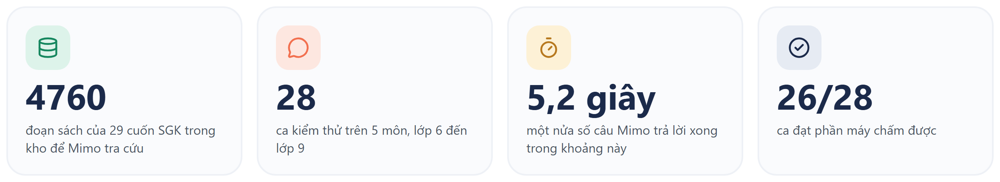 4760
đoạn sách của 29 cuốn SGK trong
kho để Mimo tra cứu
28
ca kiểm thử trên 5 môn, lớp 6 đến
lớp 9
5,2 giây
một nửa số câu Mimo trả lời xong
trong khoảng này
26/28
ca đạt phần máy chấm được